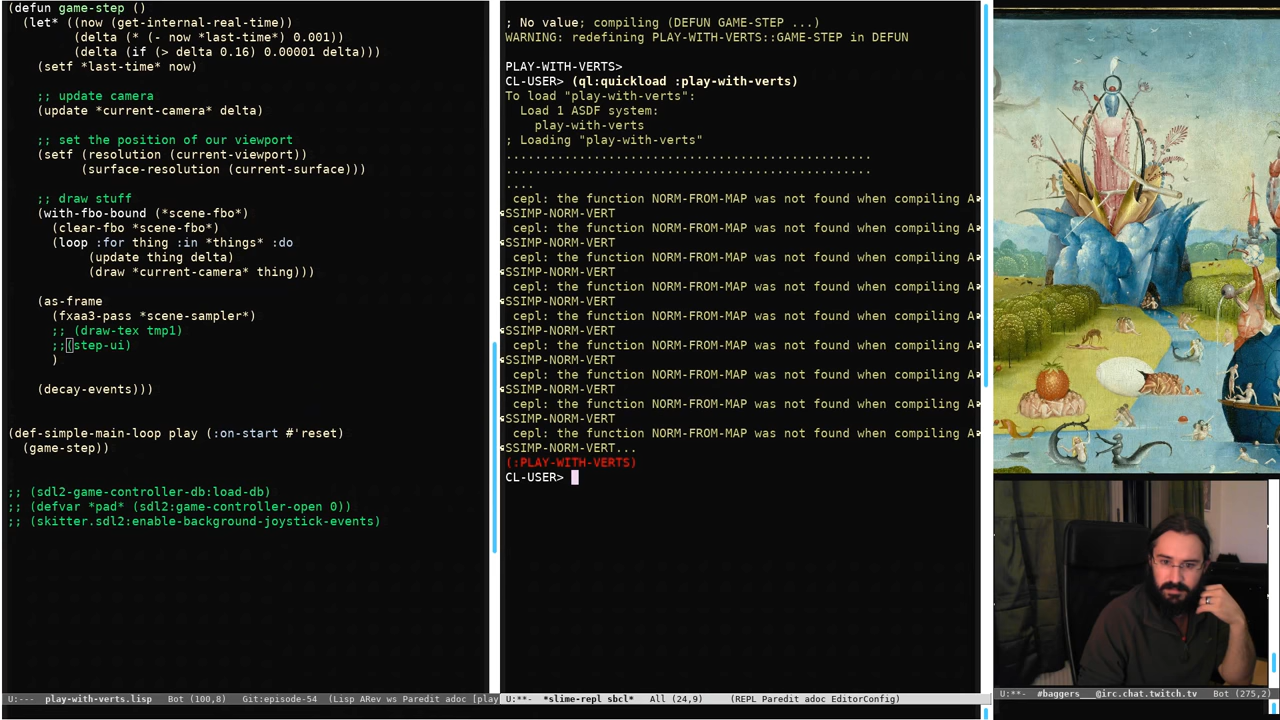 (defun game-step ()
(let* ((now (get-internal-real-time))
(delta (* (- now *last-time*) 0.001))
(delta (if (> delta 0.16) 0.00001 delta)))
(setf *last-time* now)
;; update camera
(update *current-camera* delta)
;; set the position of our viewport
(setf (resolution (current-viewport))
(surface-resolution (current-surface)))
;; draw stuff
(with-fbo-bound (*scene-fbo*)
(clear-fbo *scene-fbo*)
(loop :for thing :in *things* :do
(update thing delta)
(draw *current-camera* thing)))
(as-frame
(fxaa3-pass *scene-sampler*)
;; (draw-tex tmp1)
;;(step-ui)
)
(decay-events)))
(def-simple-main-loop play (:on-start #'reset)
(game-step))
;; (sdl2-game-controller-db:load-db)
;; (defvar *pad* (sdl2:game-controller-open 0))
;; (skitter.sdl2:enable-background-joystick-events)
U:--- play-with-verts.lisp Bot (100,8) Git:episode-54 (Lisp ARev ws Paredit adoc [play
; No value; compiling (DEFUN GAME-STEP ...)
WARNING: redefining PLAY-WITH-VERTS::GAME-STEP in DEFUN
PLAY-WITH-VERTS>
CL-USER> (ql:quickload :play-with-verts)
To load "play-with-verts":
Load 1 ASDF system:
play-with-verts
; Loading "play-with-verts"
..................................................
..................................................
....
cepl: the function NORM-FROM-MAP was not found when compiling A
SSIMP-NORM-VERT
cepl: the function NORM-FROM-MAP was not found when compiling A
SSIMP-NORM-VERT
cepl: the function NORM-FROM-MAP was not found when compiling A
SSIMP-NORM-VERT
cepl: the function NORM-FROM-MAP was not found when compiling A
SSIMP-NORM-VERT
cepl: the function NORM-FROM-MAP was not found when compiling A
SSIMP-NORM-VERT
cepl: the function NORM-FROM-MAP was not found when compiling A
SSIMP-NORM-VERT
cepl: the function NORM-FROM-MAP was not found when compiling A
SSIMP-NORM-VERT
cepl: the function NORM-FROM-MAP was not found when compiling A
SSIMP-NORM-VERT
cepl: the function NORM-FROM-MAP was not found when compiling A
SSIMP-NORM-VERT...
(:PLAY-WITH-VERTS)
CL-USER>
U:**- *slime-repl sbcl* All (24,9) (REPL Paredit adoc EditorConfig)
U:**- #baggers___@irc.chat.twitch.tv Bot (275,2)